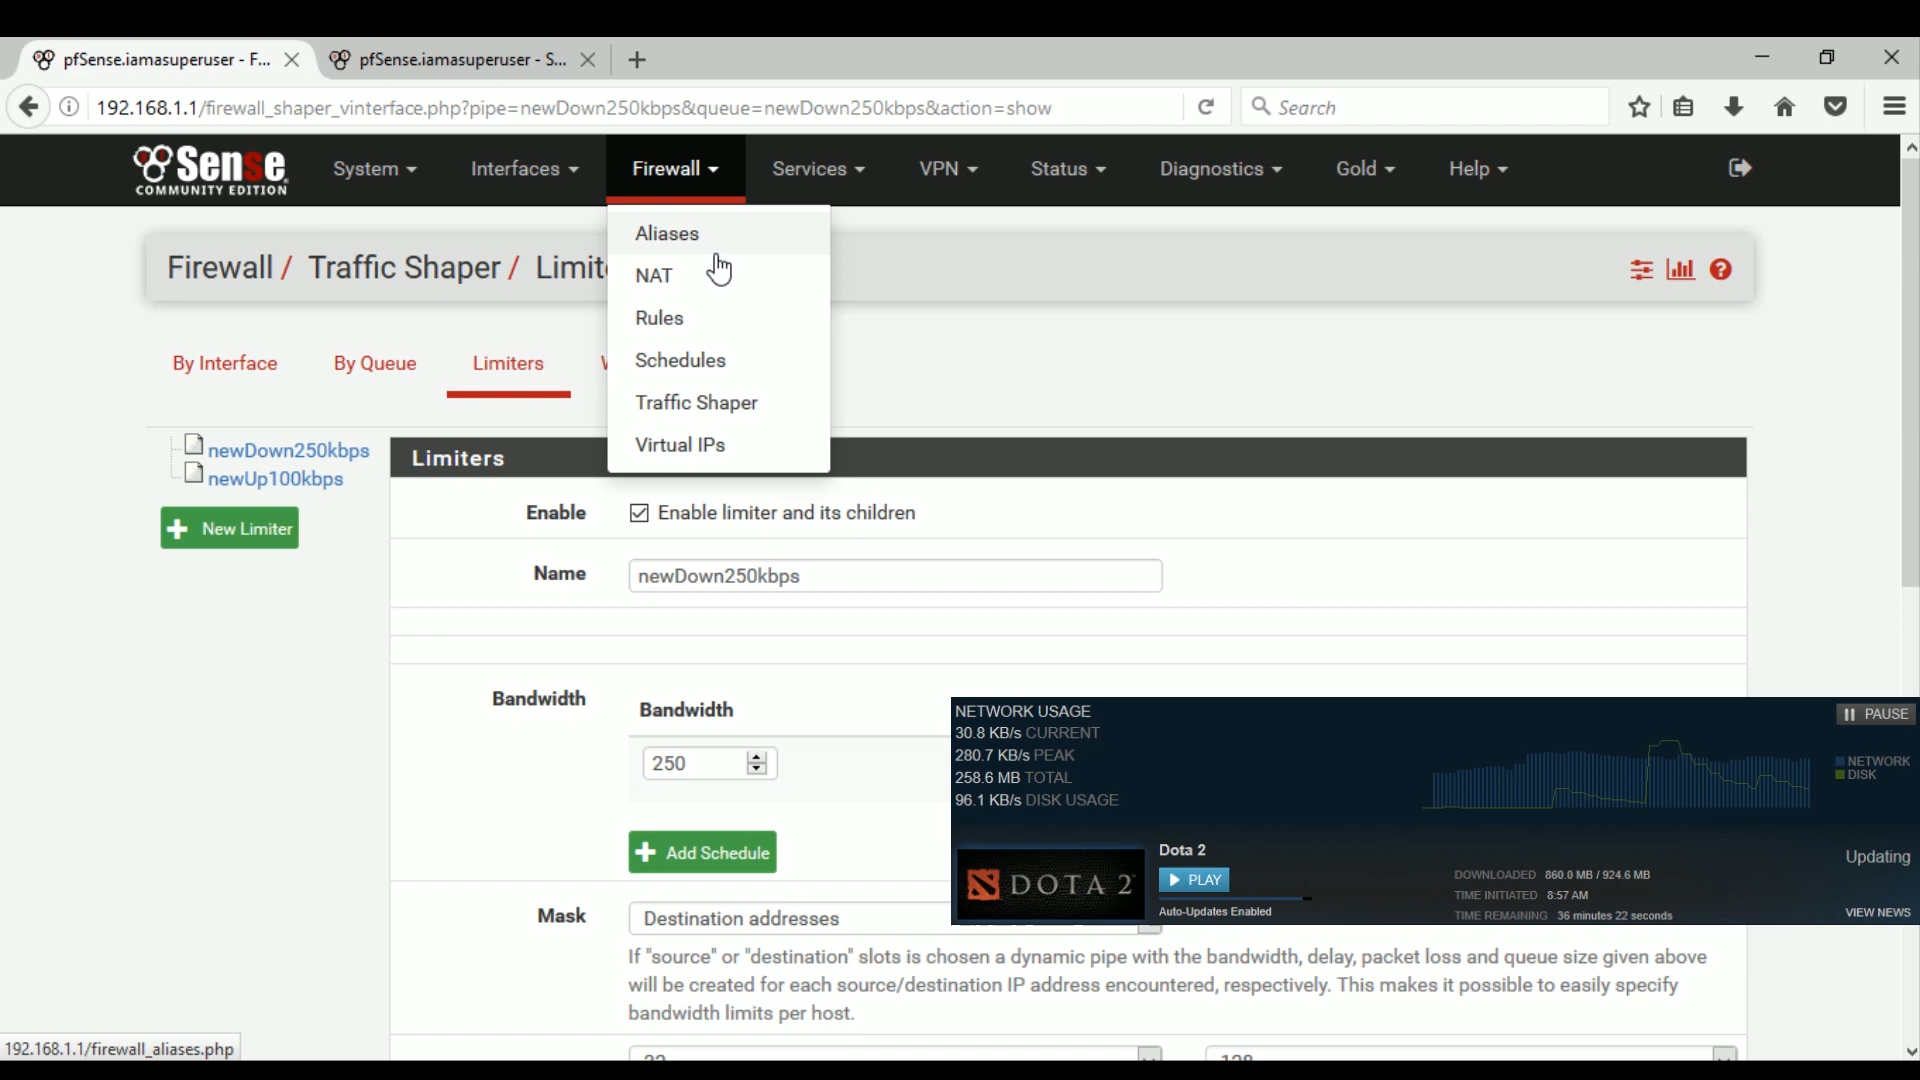 pfSense.iamasuperuser - F...
pfSense.iamasuperuser - S...
192.168.1.1/firewall_shaper_vinterface.php?pipe=newDown250kbps&queue=newDown250kbps&action=show
Search
Sense
COMMUNITY EDITION
System
Interfaces
Firewall
Services
VPN
Status
Diagnostics
Gold
Help
Firewall / Traffic Shaper / Limit
Aliases
NAT
Rules
Schedules
Traffic Shaper
Virtual IPs
By Interface
By Queue
Limiters
newDown250kbps
newUp100kbps
New Limiter
Limiters
Enable
Enable limiter and its children
Name
newDown250kbps
Bandwidth
Bandwidth
250
Add Schedule
Mask
Destination addresses
If "source" or "destination" slots is chosen a dynamic pipe with the bandwidth, delay, packet loss and queue size given above
will be created for each source/destination IP address encountered, respectively. This makes it possible to easily specify
bandwidth limits per host.
NETWORK USAGE
30.8 KB/s CURRENT
280.7 KB/s PEAK
258.6 MB TOTAL
96.1 KB/s DISK USAGE
PAUSE
NETWORK
DISK
DOTA 2
Dota 2
PLAY
Auto-Updates Enabled
DOWNLOADED 860.0 MB / 924.6 MB
TIME INITIATED 8:57 AM
TIME REMAINING 36 minutes 22 seconds
Updating
VIEW NEWS
192.168.1.1/firewall_aliases.php